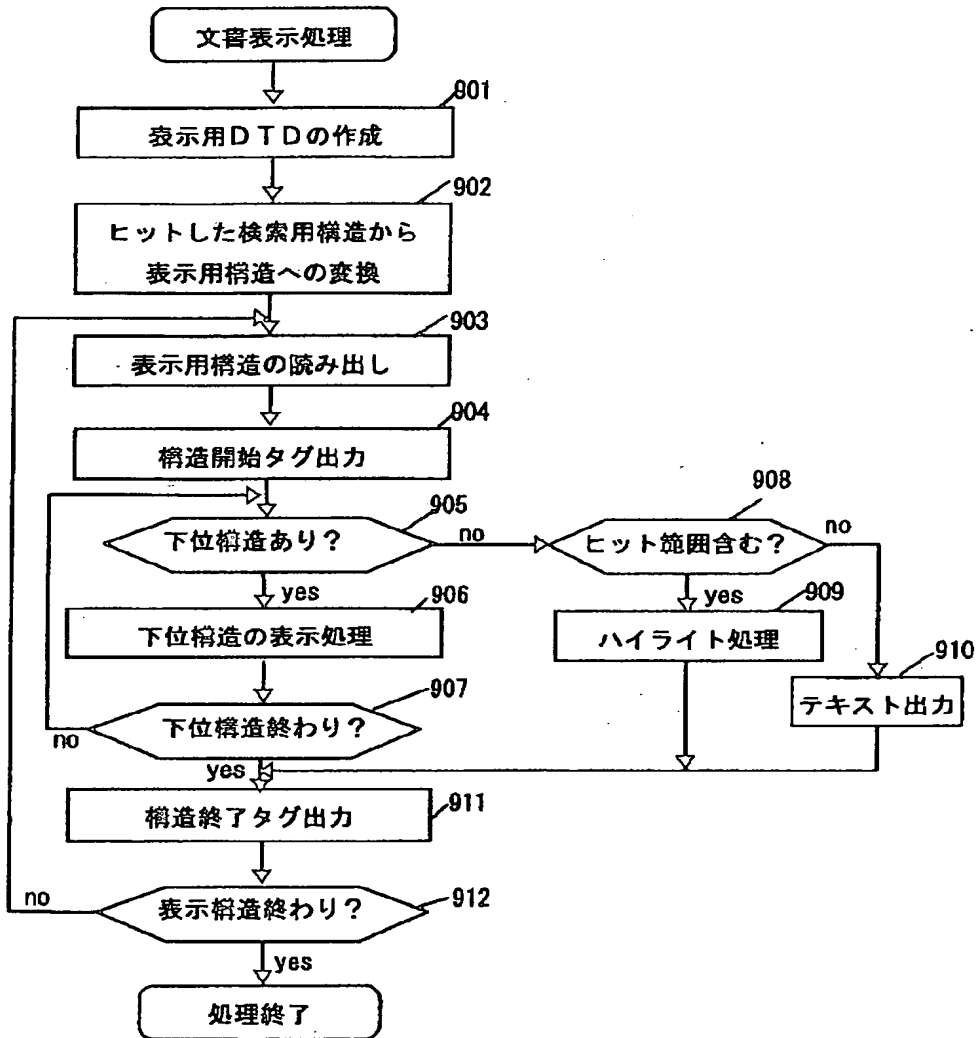 文書表示処理
901
表示用DTDの作成
902
ヒットした検索用構造から
表示用構造への変換
903
表示用構造の読み出し
904
構造開始タグ出力
905
下位構造あり?
no
yes
906
下位構造の表示処理
907
下位構造終わり?
no
yes
908
ヒット範囲含む?
no
yes
909
ハイライト処理
910
テキスト出力
911
構造終了タグ出力
912
表示構造終わり?
no
yes
処理終了